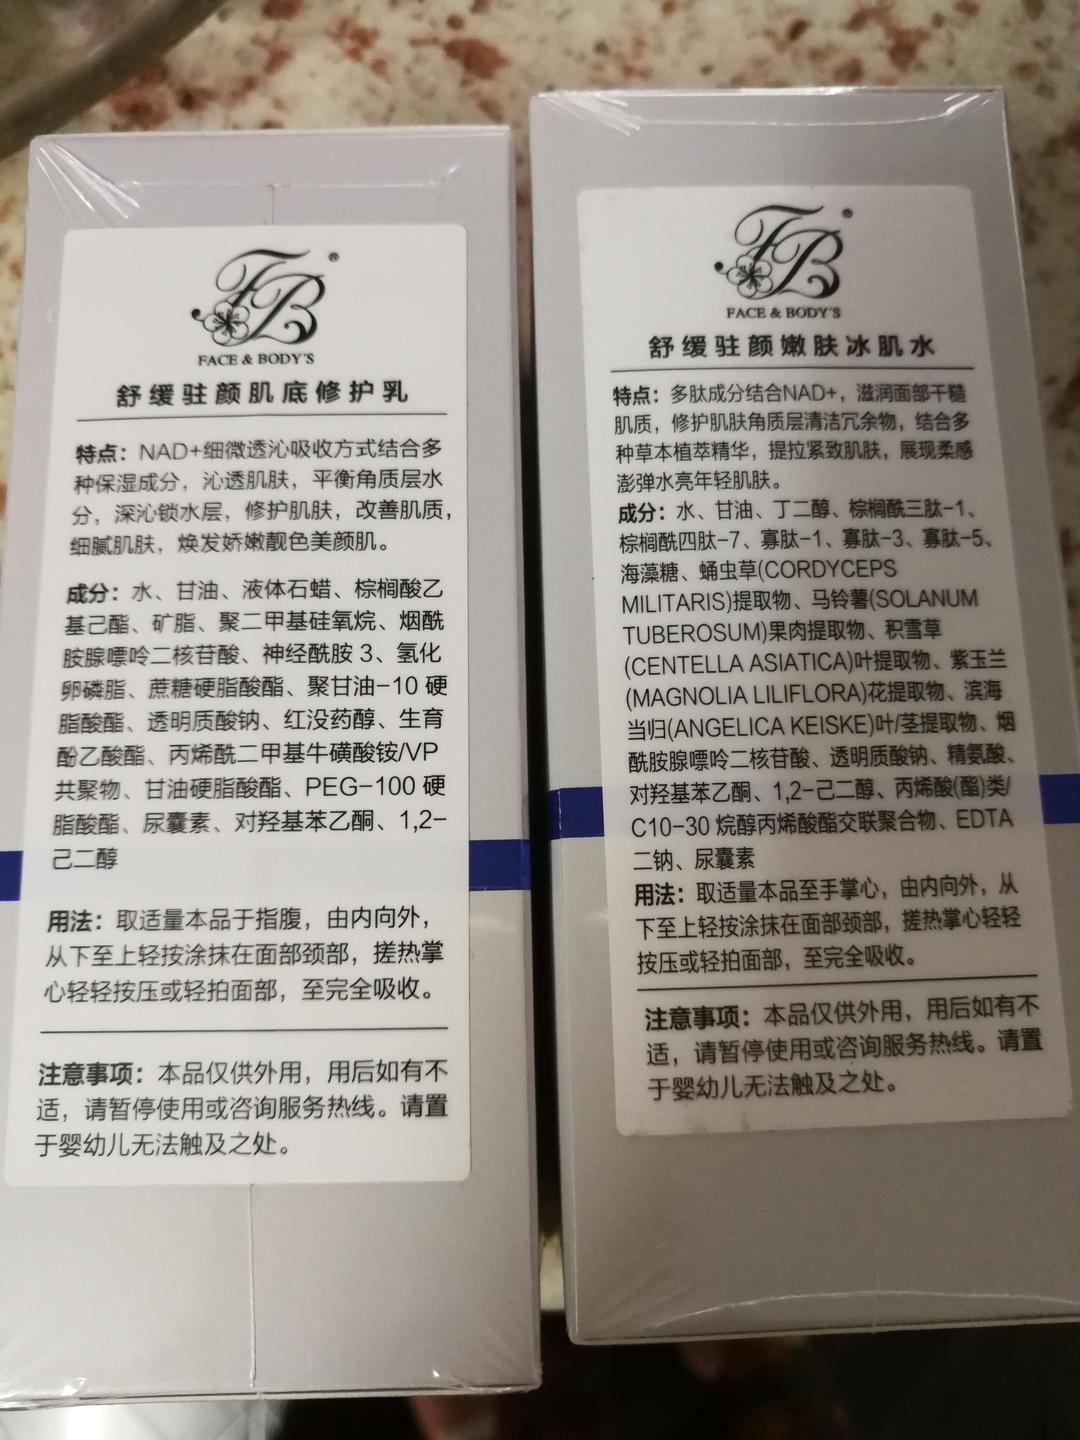 FB®
FACE & BODY'S
舒缓驻颜肌底修护乳
特点：NAD+细微透沁吸收方式结合多
种保湿成分，沁透肌肤，平衡角质层水
分，深沁锁水层，修护肌肤，改善肌质，
细腻肌肤，焕发娇嫩靓色美颜肌。
成分：水、甘油、液体石蜡、棕榈酸乙
基己酯、矿脂、聚二甲基硅氧烷、烟酰
胺腺嘌呤二核苷酸、神经酰胺 3、氢化
卵磷脂、蔗糖硬脂酸酯、聚甘油-10 硬
脂酸酯、透明质酸钠、红没药醇、生育
酚乙酸酯、丙烯酰二甲基牛磺酸铵/VP
共聚物、甘油硬脂酸酯、PEG-100 硬
脂酸酯、尿囊素、对羟基苯乙酮、1,2-
己二醇
用法：取适量本品于指腹，由内向外，
从下至上轻按涂抹在面部颈部，搓热掌
心轻轻按压或轻拍面部，至完全吸收。
注意事项：本品仅供外用，用后如有不
适，请暂停使用或咨询服务热线。请置
于婴幼儿无法触及之处。
FB®
FACE & BODY'S
舒缓驻颜嫩肤冰肌水
特点：多肽成分结合NAD+，滋润面部干糙
肌质，修护肌肤角质层清洁冗余物，结合多
种草本植萃精华，提拉紧致肌肤，展现柔感
澎弹水亮年轻肌肤。
成分：水、甘油、丁二醇、棕榈酰三肽-1、
棕榈酰四肽-7、寡肽-1、寡肽-3、寡肽-5、
海藻糖、蛹虫草(CORDYCEPS
MILITARIS)提取物、马铃薯(SOLANUM
TUBEROSUM)果肉提取物、积雪草
(CENTELLA ASIATICA)叶提取物、紫玉兰
(MAGNOLIA LILIFLORA)花提取物、滨海
当归(ANGELICA KEISKE)叶/茎提取物、烟
酰胺腺嘌呤二核苷酸、透明质酸钠、精氨酸、
对羟基苯乙酮、1,2-己二醇、丙烯酸(酯)类/
C10-30 烷醇丙烯酸酯交联聚合物、EDTA
二钠、尿囊素
用法：取适量本品至手掌心，由内向外，从
下至上轻按涂抹在面部颈部，搓热掌心轻轻
按压或轻拍面部，至完全吸收。
注意事项：本品仅供外用，用后如有不
适，请暂停使用或咨询服务热线。请置
于婴幼儿无法触及之处。